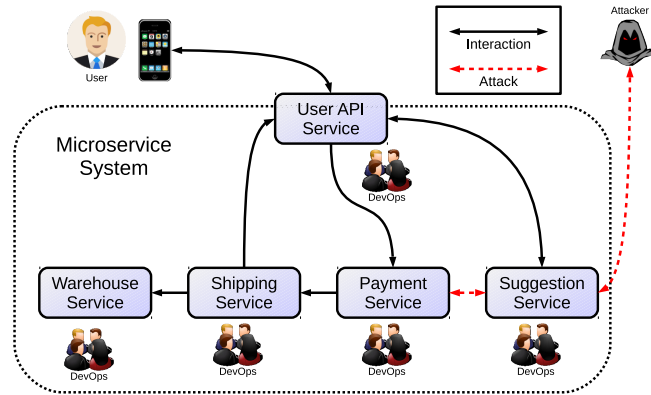 Attacker
Interaction
Attack
User
User API
Service
Microservice
System
DevOps
Warehouse
Service
Shipping
Service
Payment
Service
Suggestion
Service
DevOps
DevOps
DevOps
DevOps